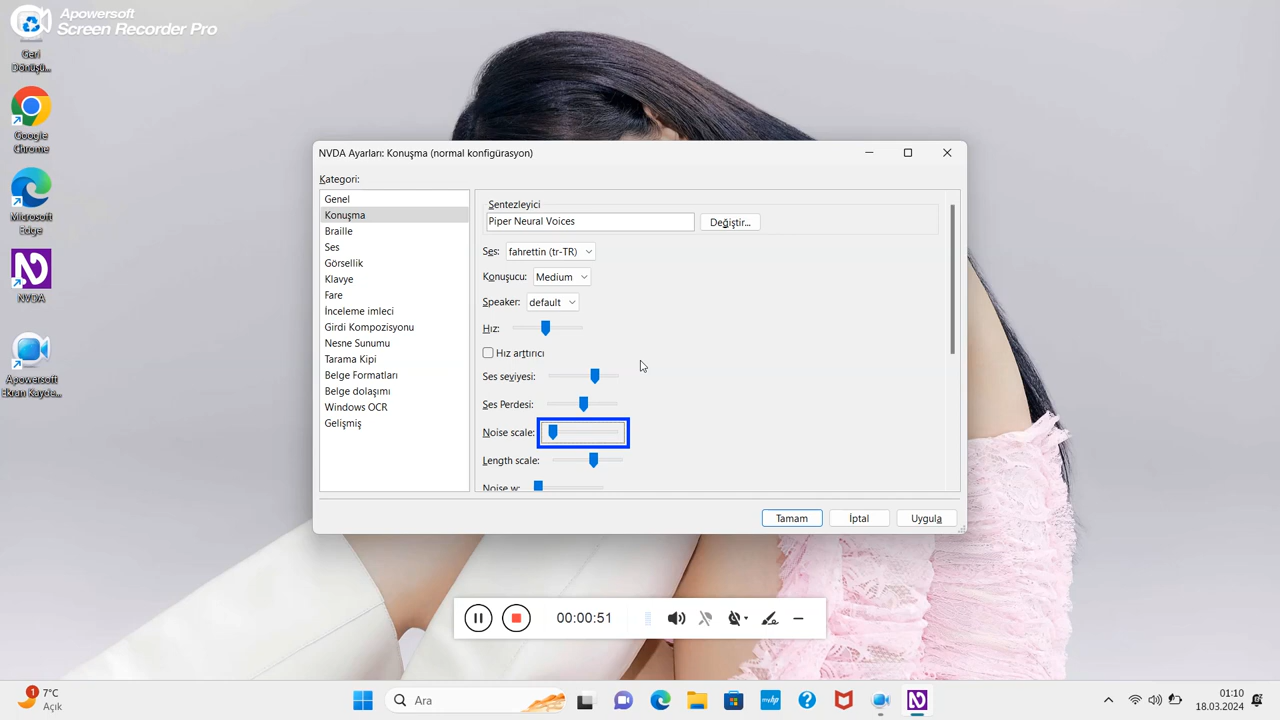 Apowersoft
Screen Recorder Pro
Geri
Dönüşü...
Google
Chrome
Microsoft
Edge
NVDA
Apowersoft
Ekran Kayde...
NVDA Ayarları: Konuşma (normal konfigürasyon)
Kategori:
Genel
Konuşma
Braille
Ses
Görsellik
Klavye
Fare
İnceleme imleci
Girdi Kompozisyonu
Nesne Sunumu
Tarama Kipi
Belge Formatları
Belge dolaşımı
Windows OCR
Gelişmiş
Sentezleyici
Piper Neural Voices
Değiştir...
Ses: fahrettin (tr-TR)
Konuşucu: Medium
Speaker: default
Hız:
Hız arttırıcı
Ses seviyesi:
Ses Perdesi:
Noise scale:
Length scale:
Noise w:
Tamam
İptal
Uygula
00:00:51
1
7°C
Açık
Ara
hp
01:10
18.03.2024